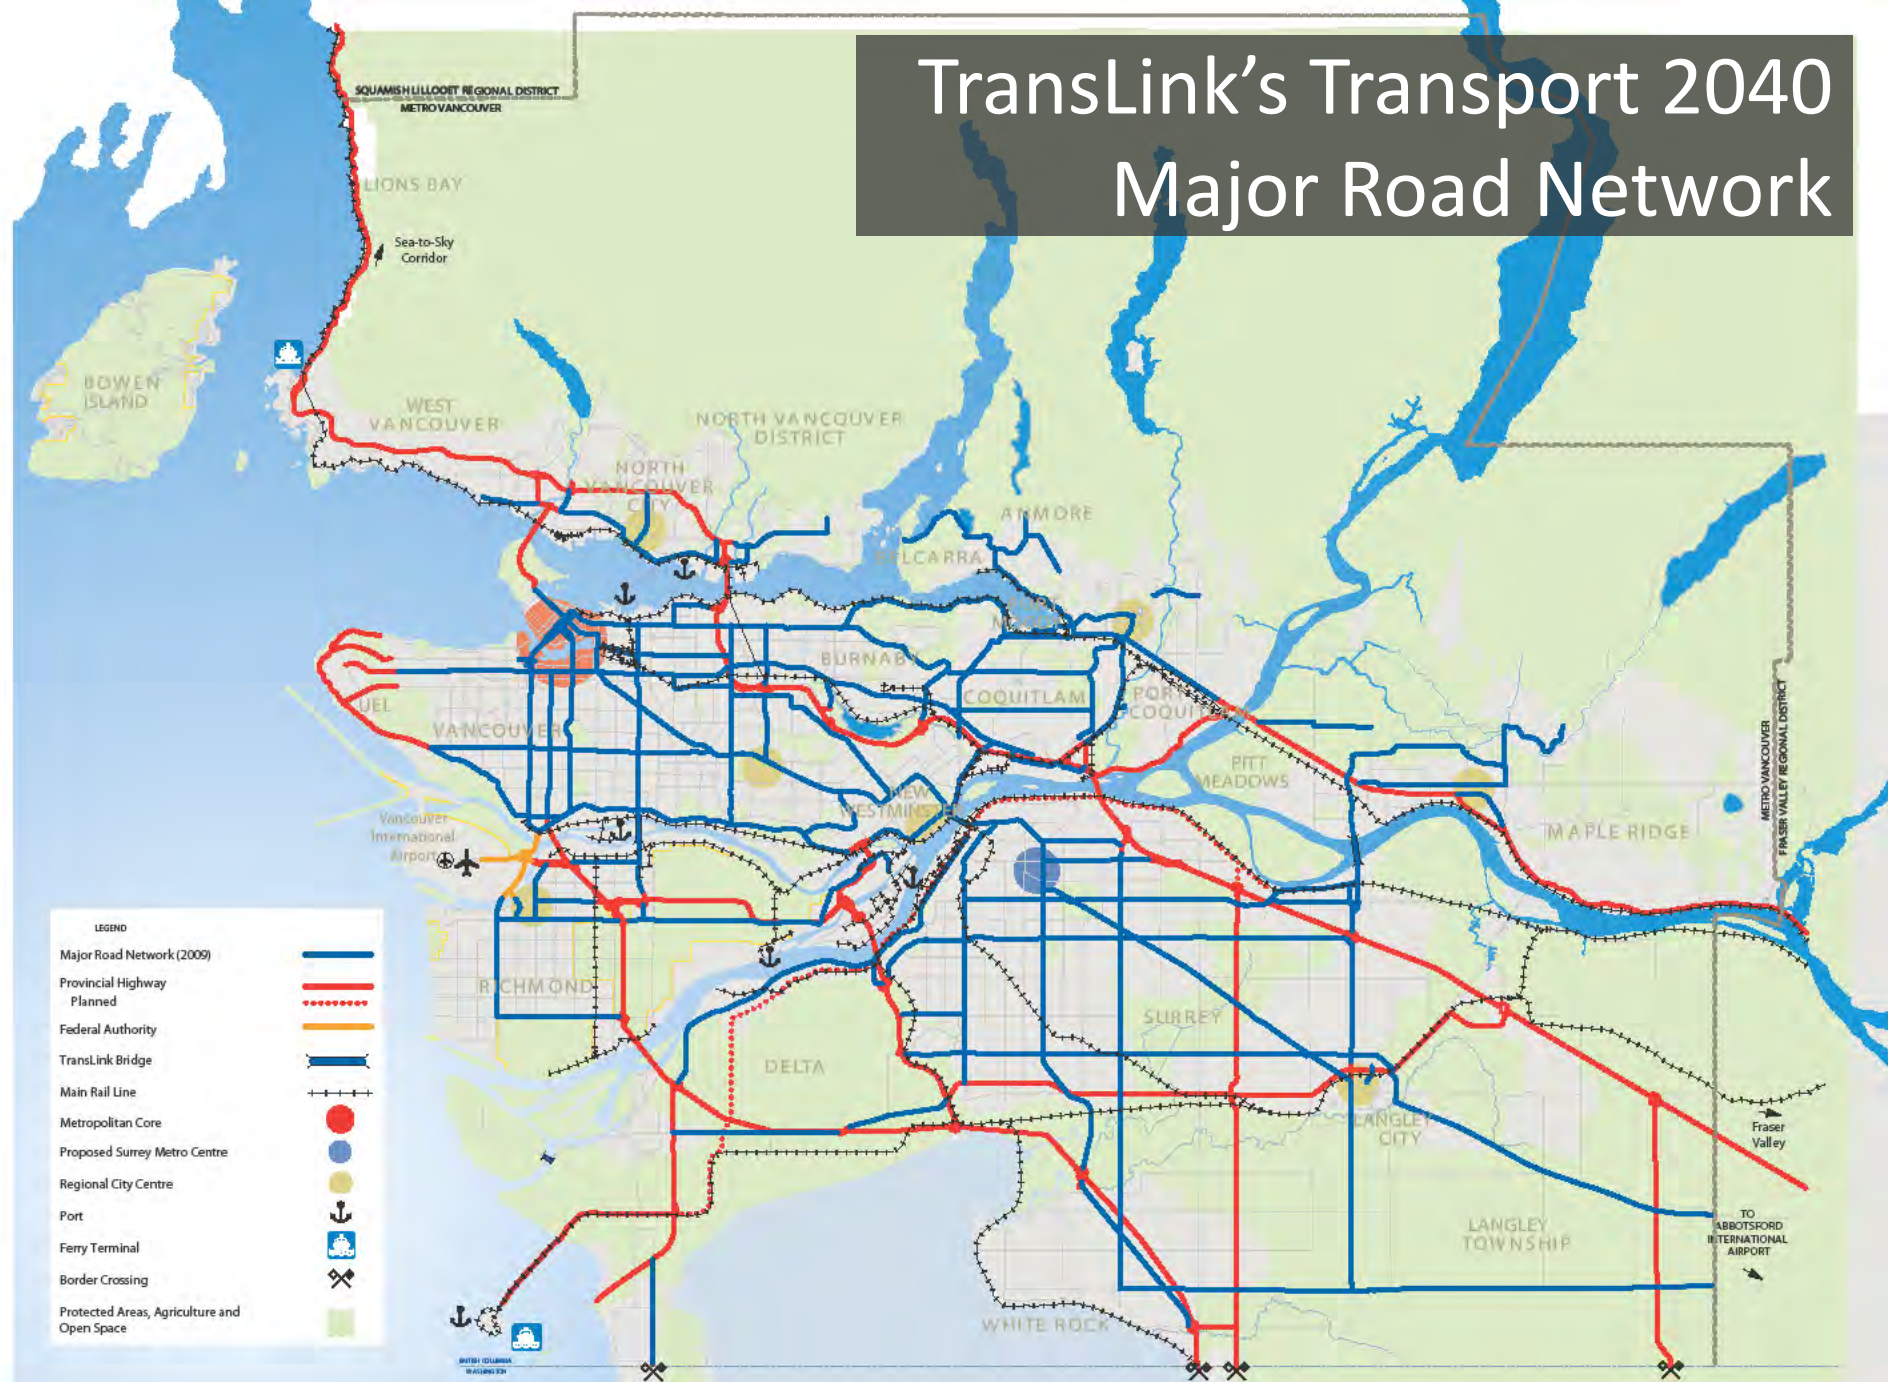 TransLink's Transport 2040
Major Road Network
SQUAMISH LILLOOET REGIONAL DISTRICT
METRO VANCOUVER
LIONS BAY
Sea-to-Sky
Corridor
BOWEN
ISLAND
WEST
VANCOUVER
NORTH VANCOUVER
DISTRICT
NORTH
VANCOUVER
CITY
ANMORE
BELCARRA
PORT
BURNABY
COQUITLAM
PORT
COQUITLAM
UEL
VANCOUVER
PITT
MEADOWS
NEW
WESTMINSTER
MAPLE RIDGE
METRO VANCOUVER
FRASER VALLEY REGIONAL DISTRICT
Vancouver
International
Airport
RICHMOND
SURREY
DELTA
LANGLEY
CITY
Fraser
Valley
LANGLEY
TOWNSHIP
TO
ABBOTSFORD
INTERNATIONAL
AIRPORT
WHITE ROCK
BRITISH COLUMBIA
WASHINGTON
LEGEND
Major Road Network (2009)
Provincial Highway
Planned
Federal Authority
TransLink Bridge
Main Rail Line
Metropolitan Core
Proposed Surrey Metro Centre
Regional City Centre
Port
Ferry Terminal
Border Crossing
Protected Areas, Agriculture and
Open Space